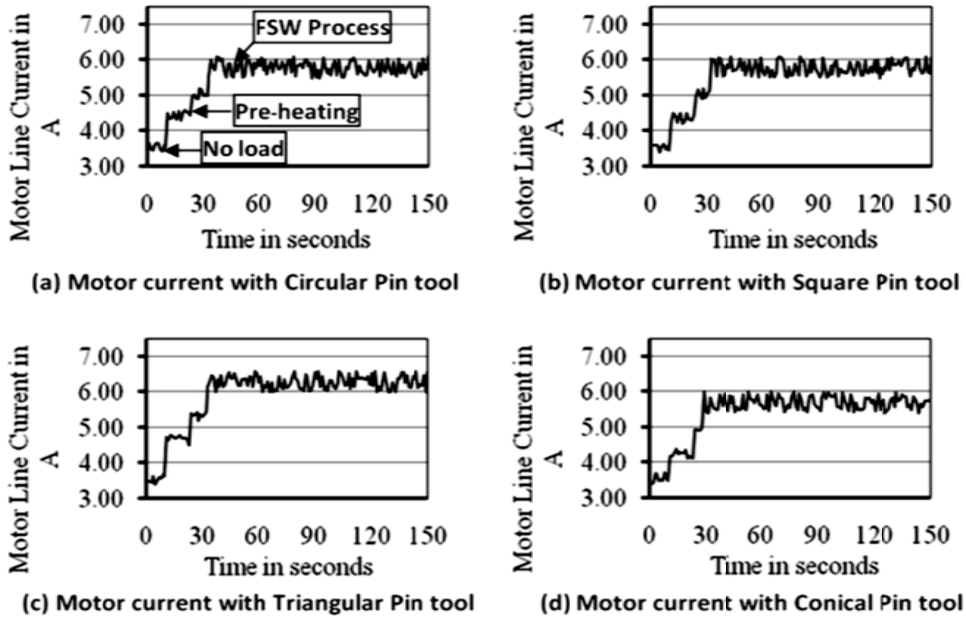 Motor Line Current in
A
7.00
6.00
5.00
4.00
3.00
FSW Process
Pre-heating
No load
0 30 60 90 120 150
Time in seconds
(a) Motor current with Circular Pin tool
Motor Line Current in
A
7.00
6.00
5.00
4.00
3.00
0 30 60 90 120 150
Time in seconds
(b) Motor current with Square Pin tool
Motor Line Current in
A
7.00
6.00
5.00
4.00
3.00
0 30 60 90 120 150
Time in seconds
(c) Motor current with Triangular Pin tool
Motor Line Current in
A
7.00
6.00
5.00
4.00
3.00
0 30 60 90 120 150
Time in seconds
(d) Motor current with Conical Pin tool